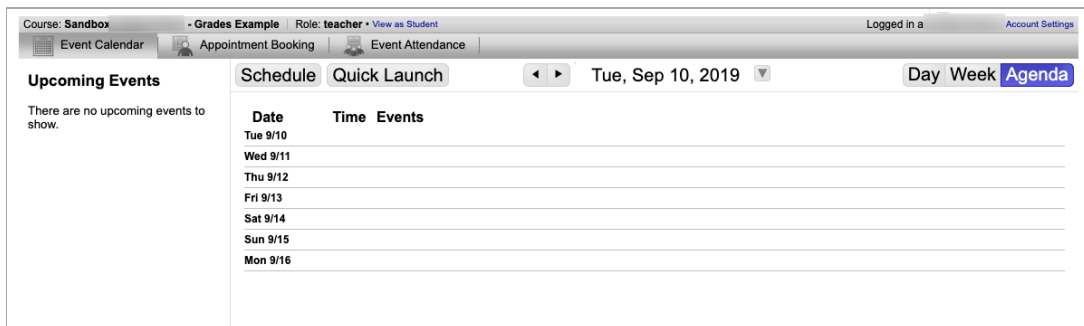 Course: Sandbox - Grades Example Role: teacher • View as Student Logged in a Account Settings
Event Calendar Appointment Booking Event Attendance
Upcoming Events
There are no upcoming events to
show.
Schedule Quick Launch Tue, Sep 10, 2019 Day Week Agenda
Date Time Events
Tue 9/10
Wed 9/11
Thu 9/12
Fri 9/13
Sat 9/14
Sun 9/15
Mon 9/16